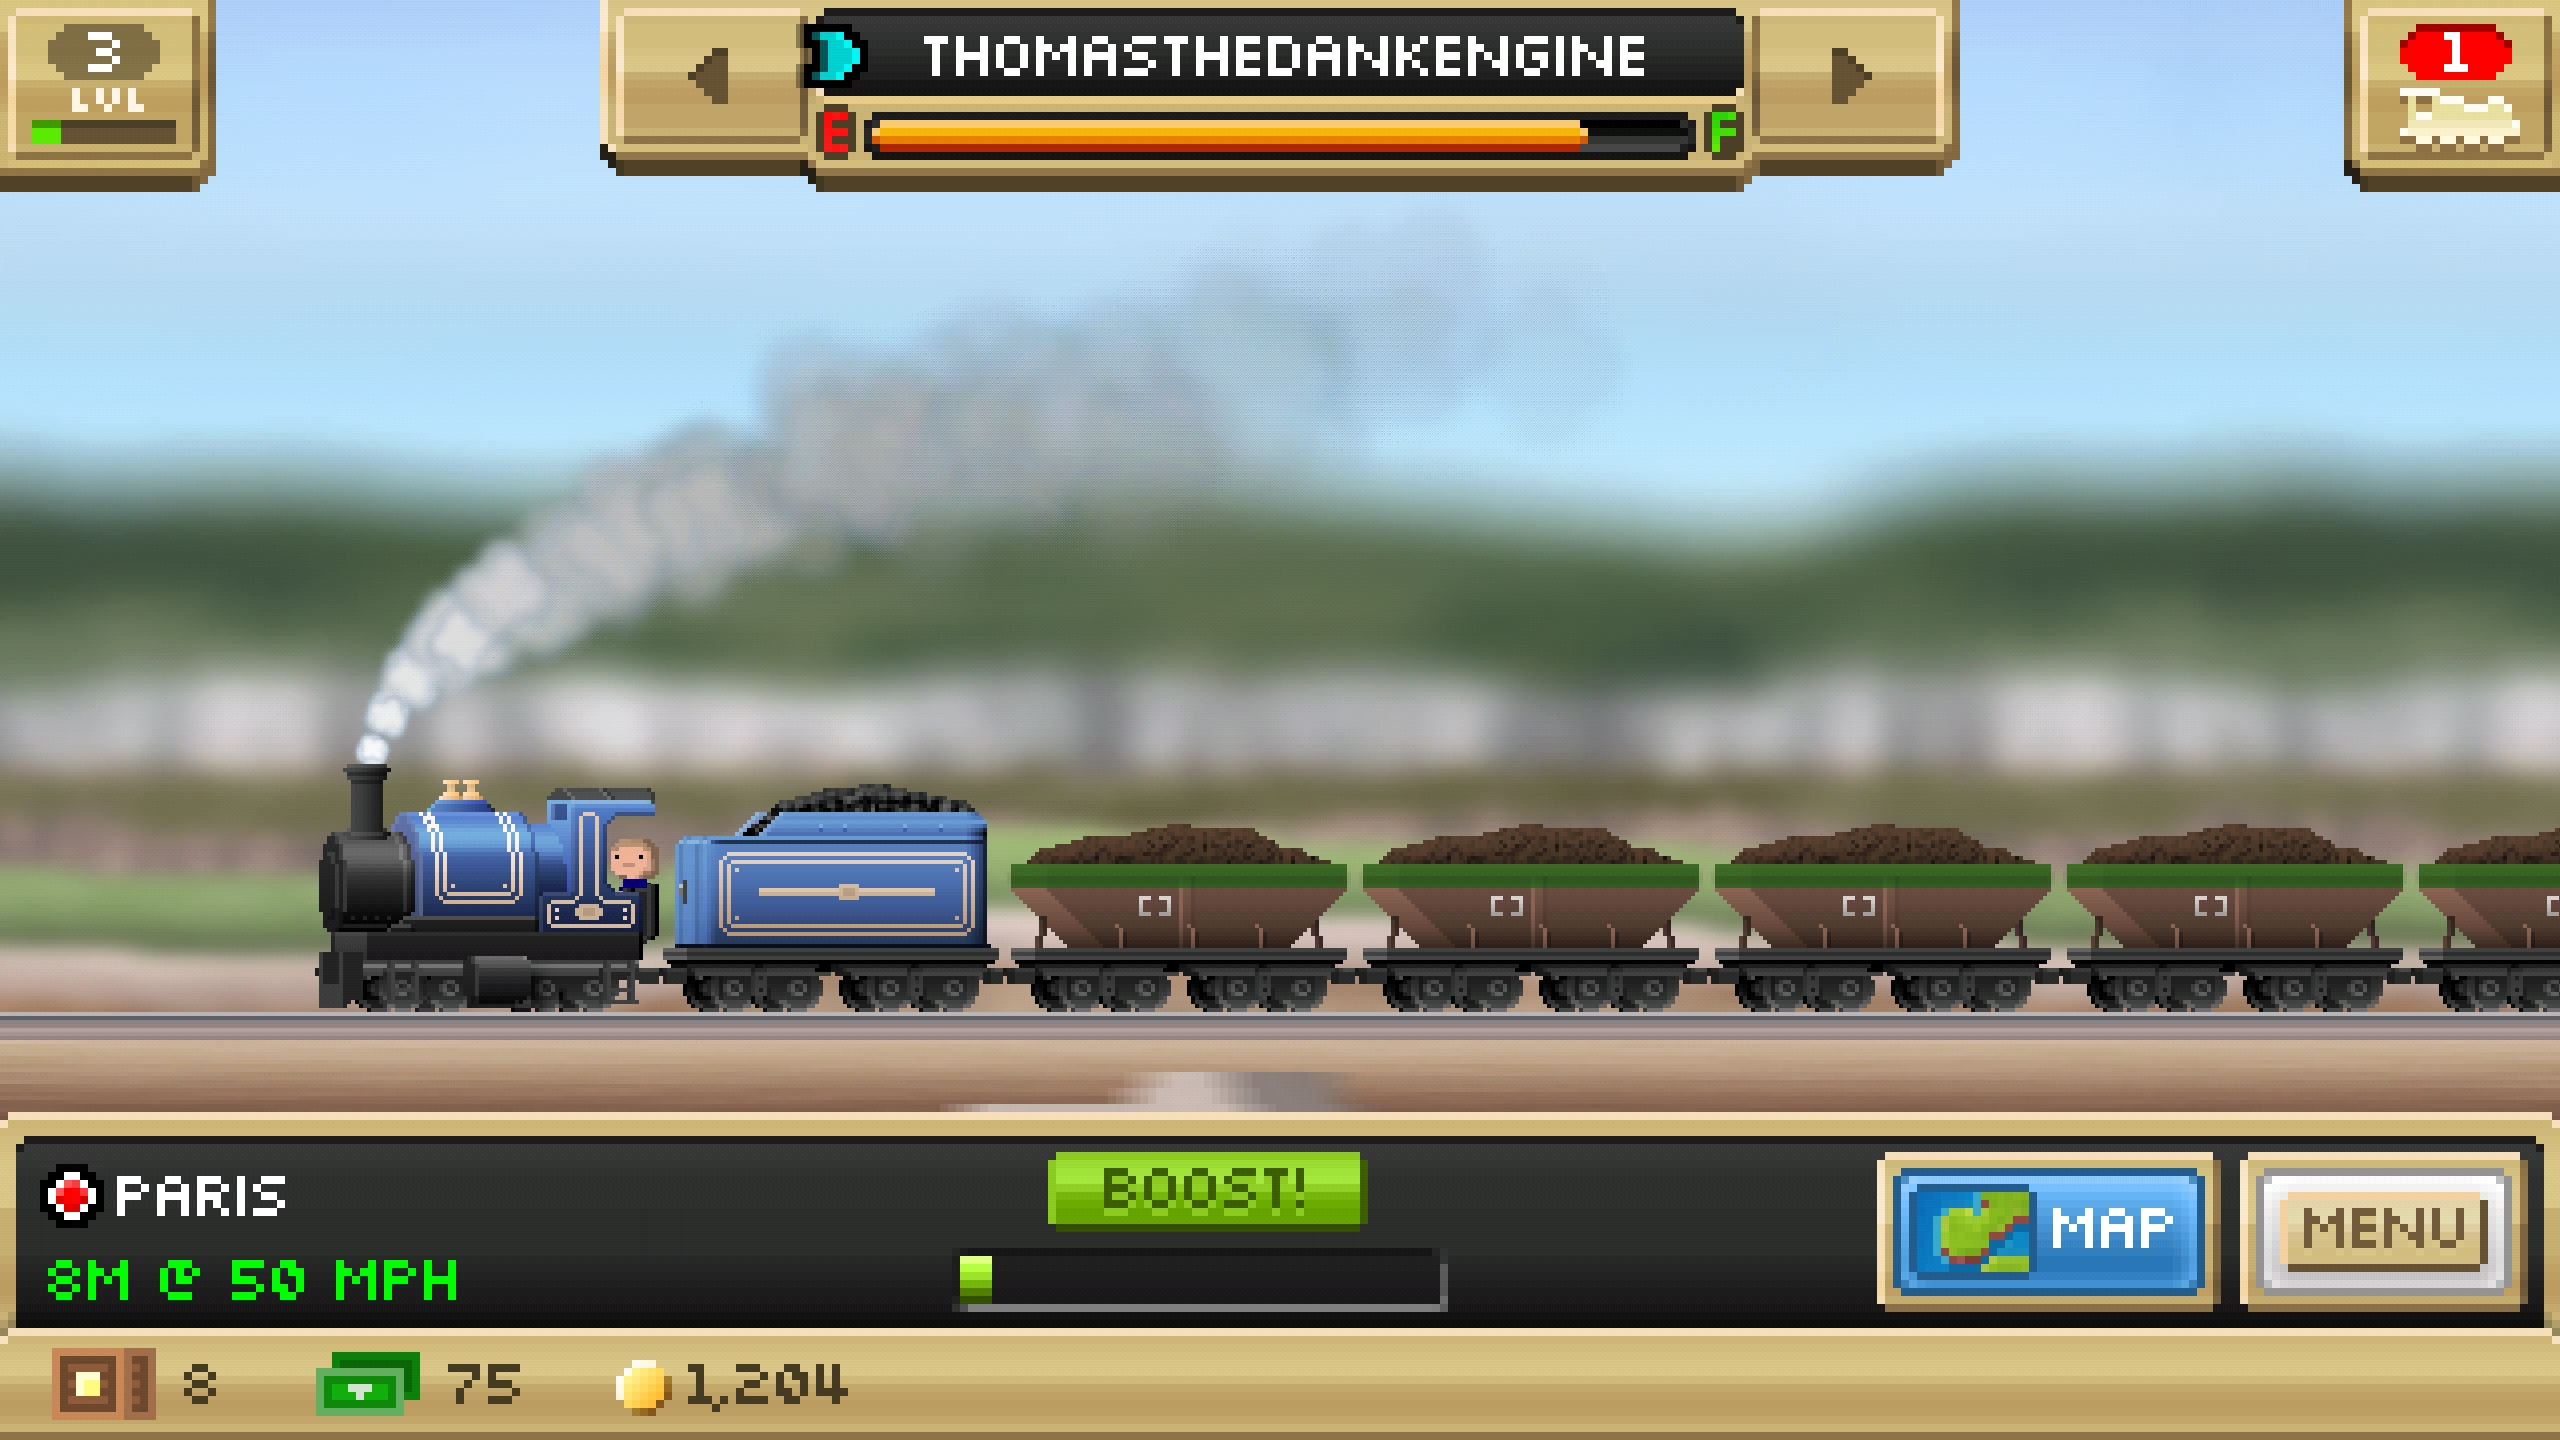 3
LVL
THOMASTHEDANKENGINE
E F
1
PARIS
8M @ 50 MPH
BOOST!
MAP
MENU
8 75 1,204